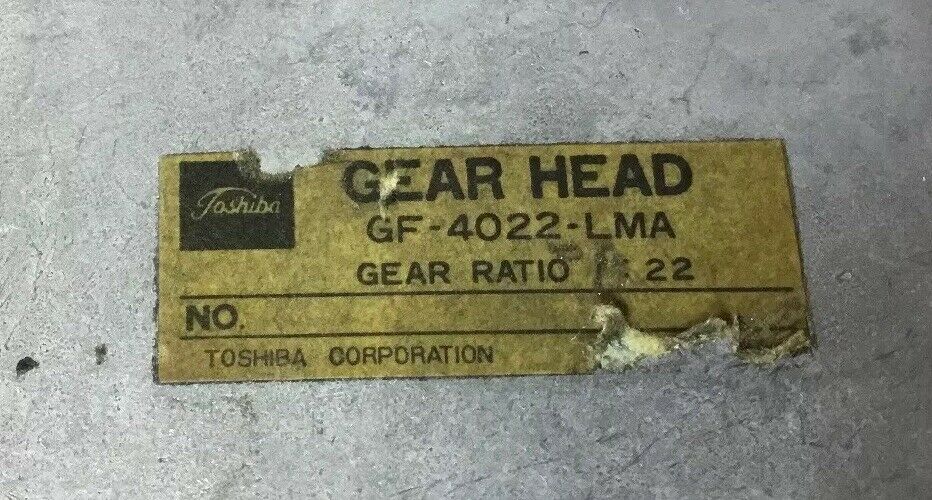 Toshiba
GEAR HEAD
GF-4022-LMA
GEAR RATIO 22
NO.
TOSHIBA CORPORATION